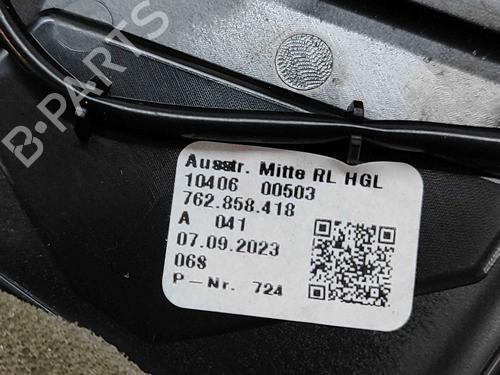 B-PARTS
Ausstr. Mitte RL HGL
10406 00503
762.858.418
A 041
07.09.2023
068
P-Nr. 724